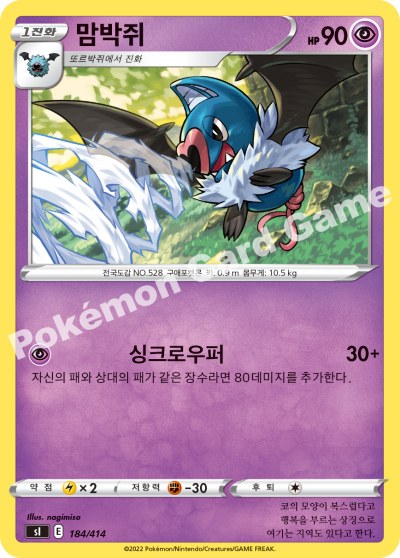 1진화 맘박쥐 HP 90
또르박쥐에서 진화
전국도감 NO.528 구애포켓몬 키: 0.9 m 몸무게: 10.5 kg
Pokémon Card Game
싱크로우퍼 30+
자신의 패와 상대의 패가 같은 장수라면 80데미지를 추가한다.
약점 ×2 저항력 -30 후퇴
Illus. nagimiso
sI E 184/414
코의 모양이 복스럽다고
행복을 부르는 상징으로
여기는 지역도 있다고 한다.
©2022 Pokémon/Nintendo/Creatures/GAME FREAK.